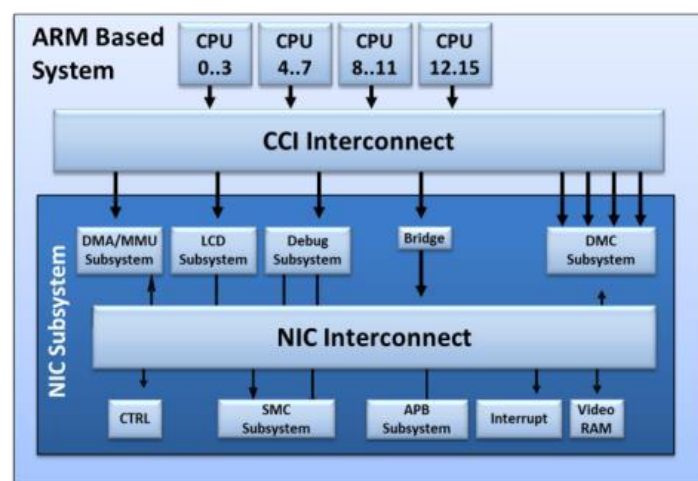 ARM Based
System
CPU
0..3
CPU
4..7
CPU
8..11
CPU
12.15
CCI Interconnect
NIC Subsystem
DMA/MMU
Subsystem
LCD
Subsystem
Debug
Subsystem
Bridge
DMC
Subsystem
NIC Interconnect
CTRL
SMC
Subsystem
APB
Subsystem
Interrupt
Video
RAM